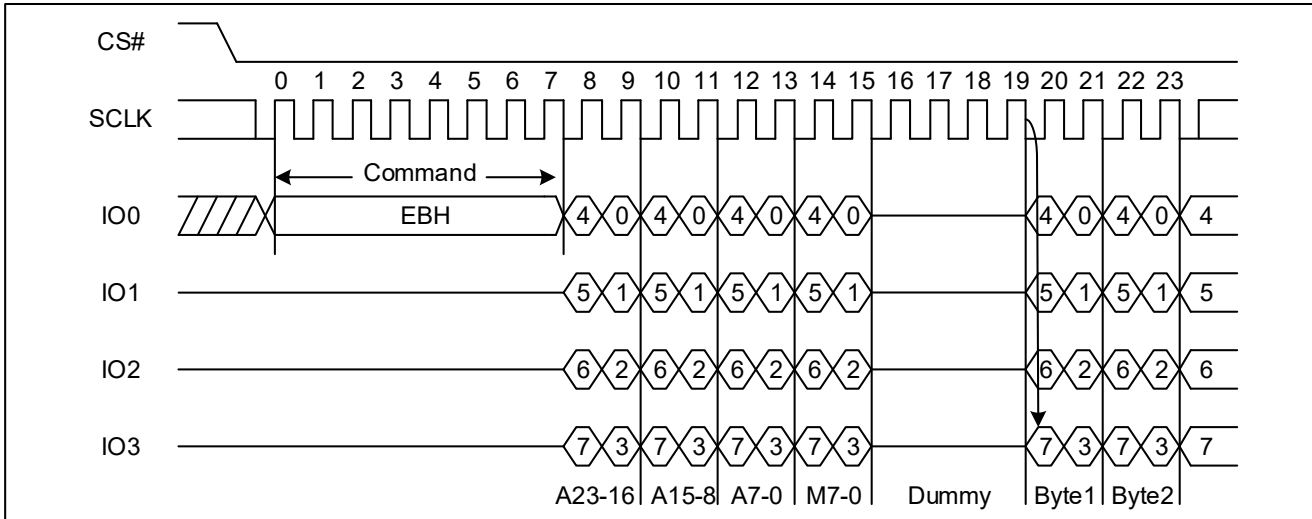 CS#
0 1 2 3 4 5 6 7 8 9 10 11 12 13 14 15 16 17 18 19 20 21 22 23
SCLK
Command
IO0 EBH 4 0 4 0 4 0 4 0 4 0 4 0 4
IO1 5 1 5 1 5 1 5 1 5 1 5 1 5
IO2 6 2 6 2 6 2 6 2 6 2 6 2 6
IO3 7 3 7 3 7 3 7 3 7 3 7 3 7
A23-16 A15-8 A7-0 M7-0 Dummy Byte1 Byte2